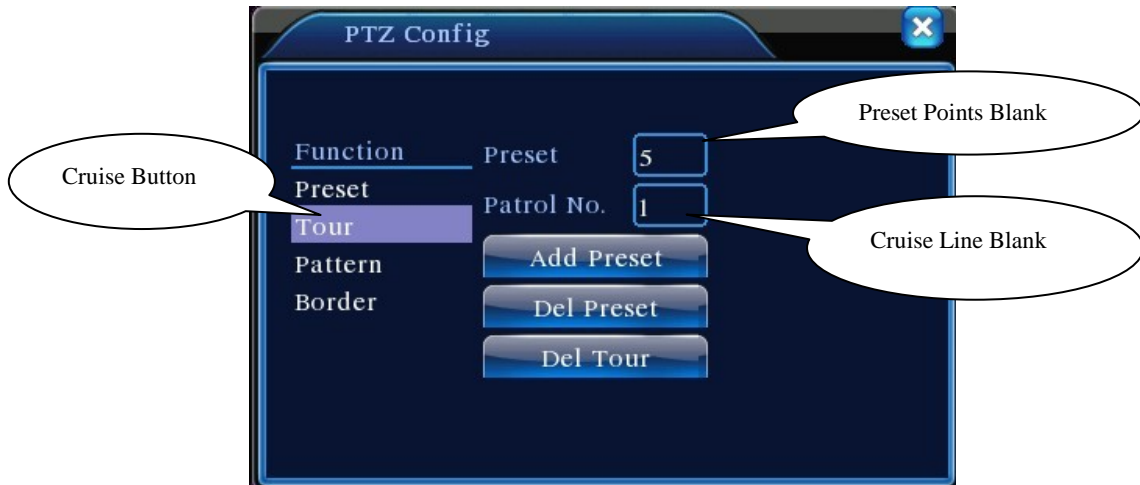 PTZ Config
Preset Points Blank
Cruise Button
Function
Preset
Tour
Pattern
Border
Preset 5
Patrol No. 1
Add Preset
Del Preset
Del Tour
Cruise Line Blank